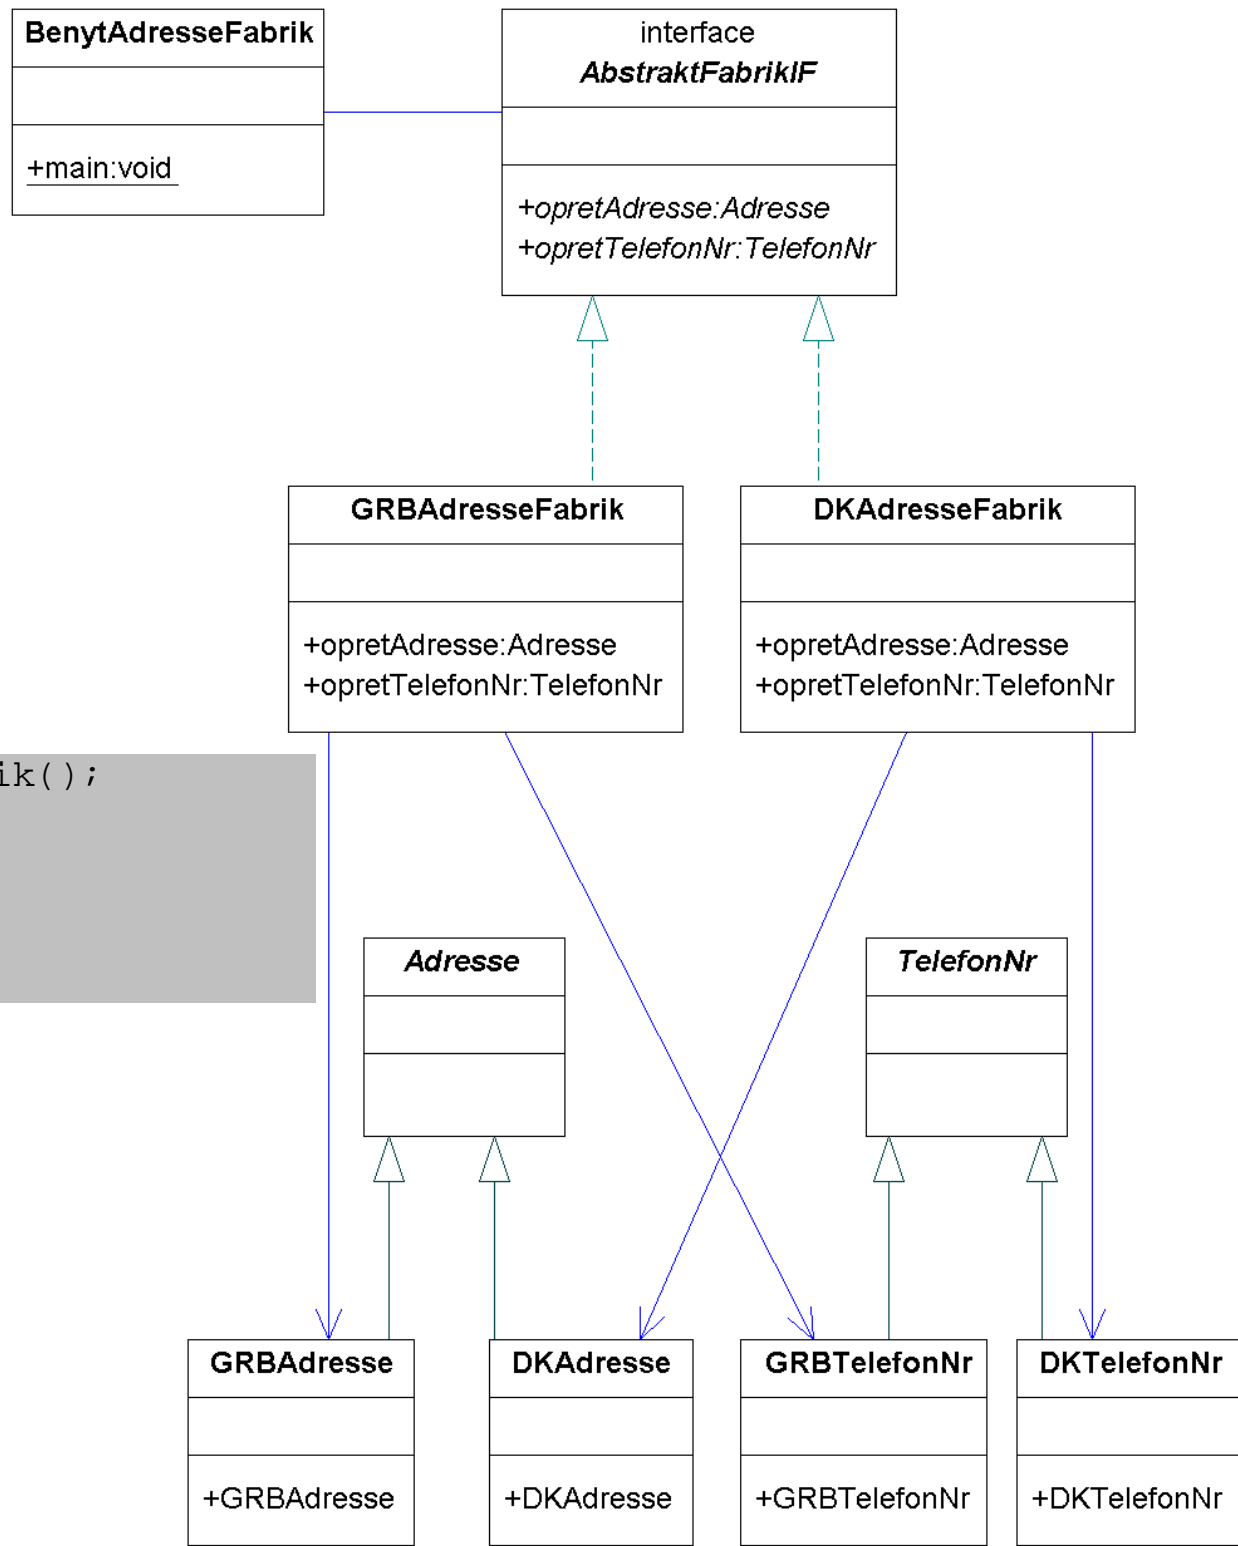 BenytAdresseFabrik
+main:void
interface
AbstraktFabrikIF
+opretAdresse:Adresse
+opretTelefonNr:TelefonNr
GRBAdresseFabrik
+opretAdresse:Adresse
+opretTelefonNr:TelefonNr
DKAdresseFabrik
+opretAdresse:Adresse
+opretTelefonNr:TelefonNr
ik();
Adresse
TelefonNr
GRBAdresse
+GRBAdresse
DKAdresse
+DKAdresse
GRBTelefonNr
+GRBTelefonNr
DKTelefonNr
+DKTelefonNr